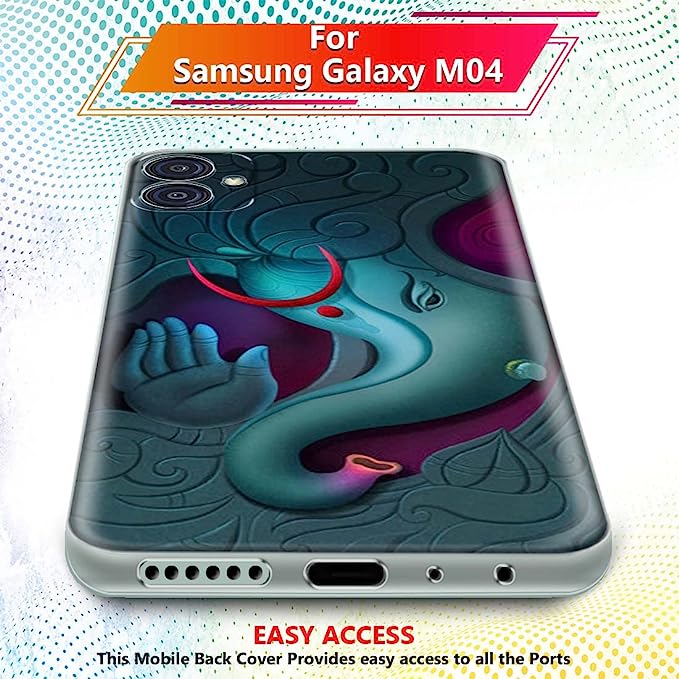 For
Samsung Galaxy M04
EASY ACCESS
This Mobile Back Cover Provides easy access to all the Ports